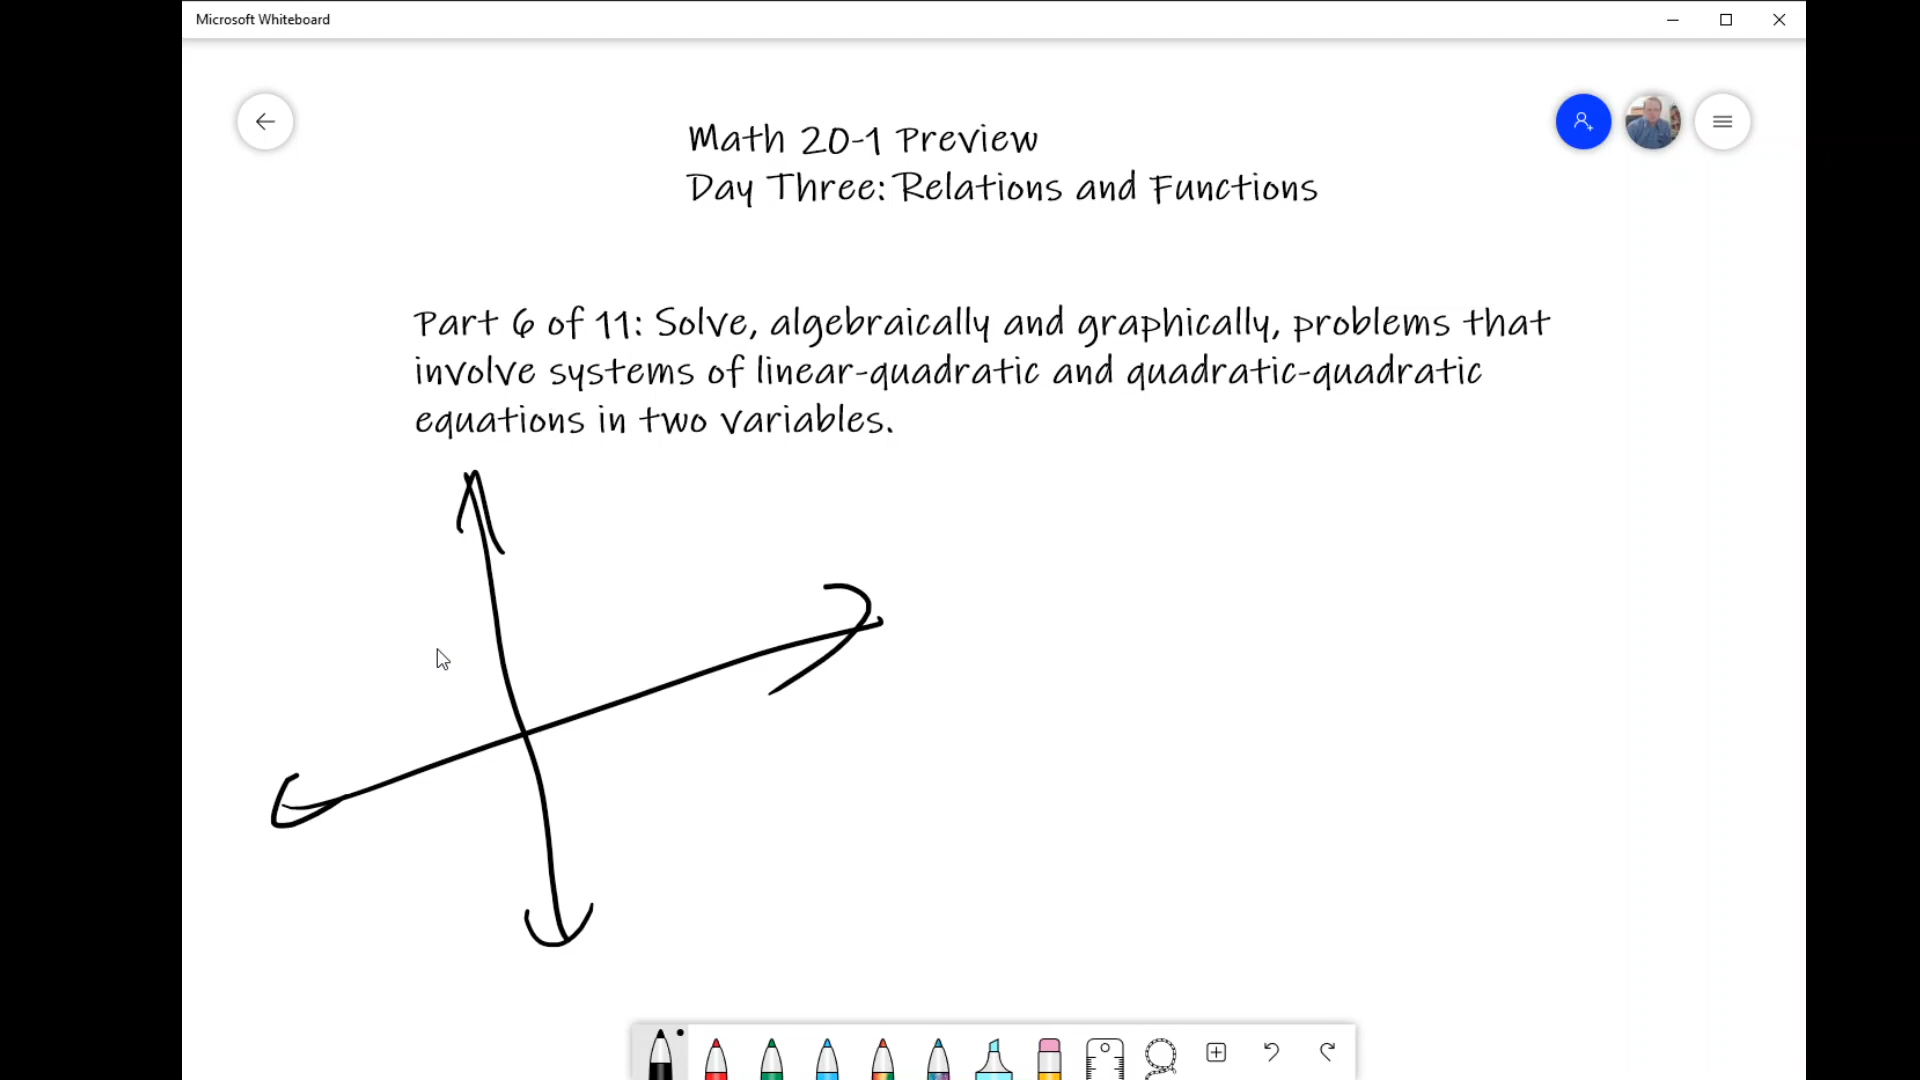 Microsoft Whiteboard
Math 20-1 Preview
Day Three: Relations and Functions
Part 6 of 11: Solve, algebraically and graphically, problems that
involve systems of linear-quadratic and quadratic-quadratic
equations in two variables.